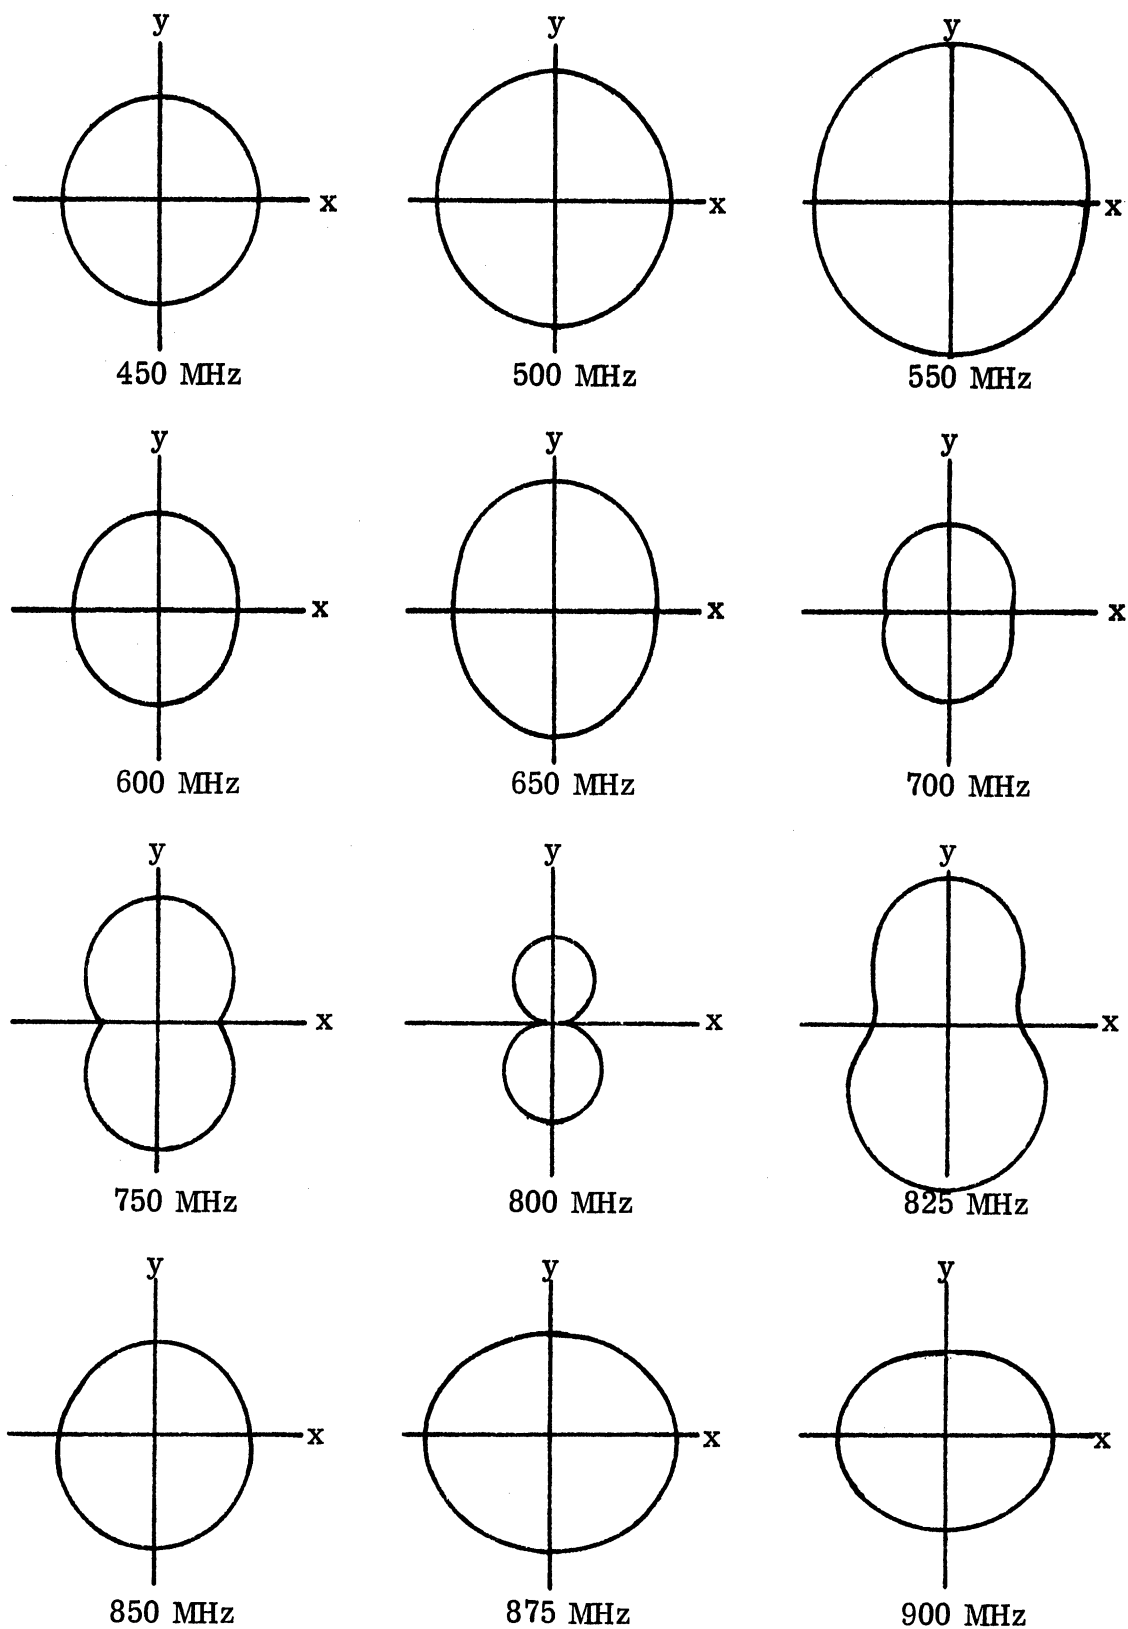 y y y
x x x
450 MHz 500 MHz 550 MHz
y y y
x x x
600 MHz 650 MHz 700 MHz
y y y
x x x
750 MHz 800 MHz 825 MHz
y y y
x x x
850 MHz 875 MHz 900 MHz